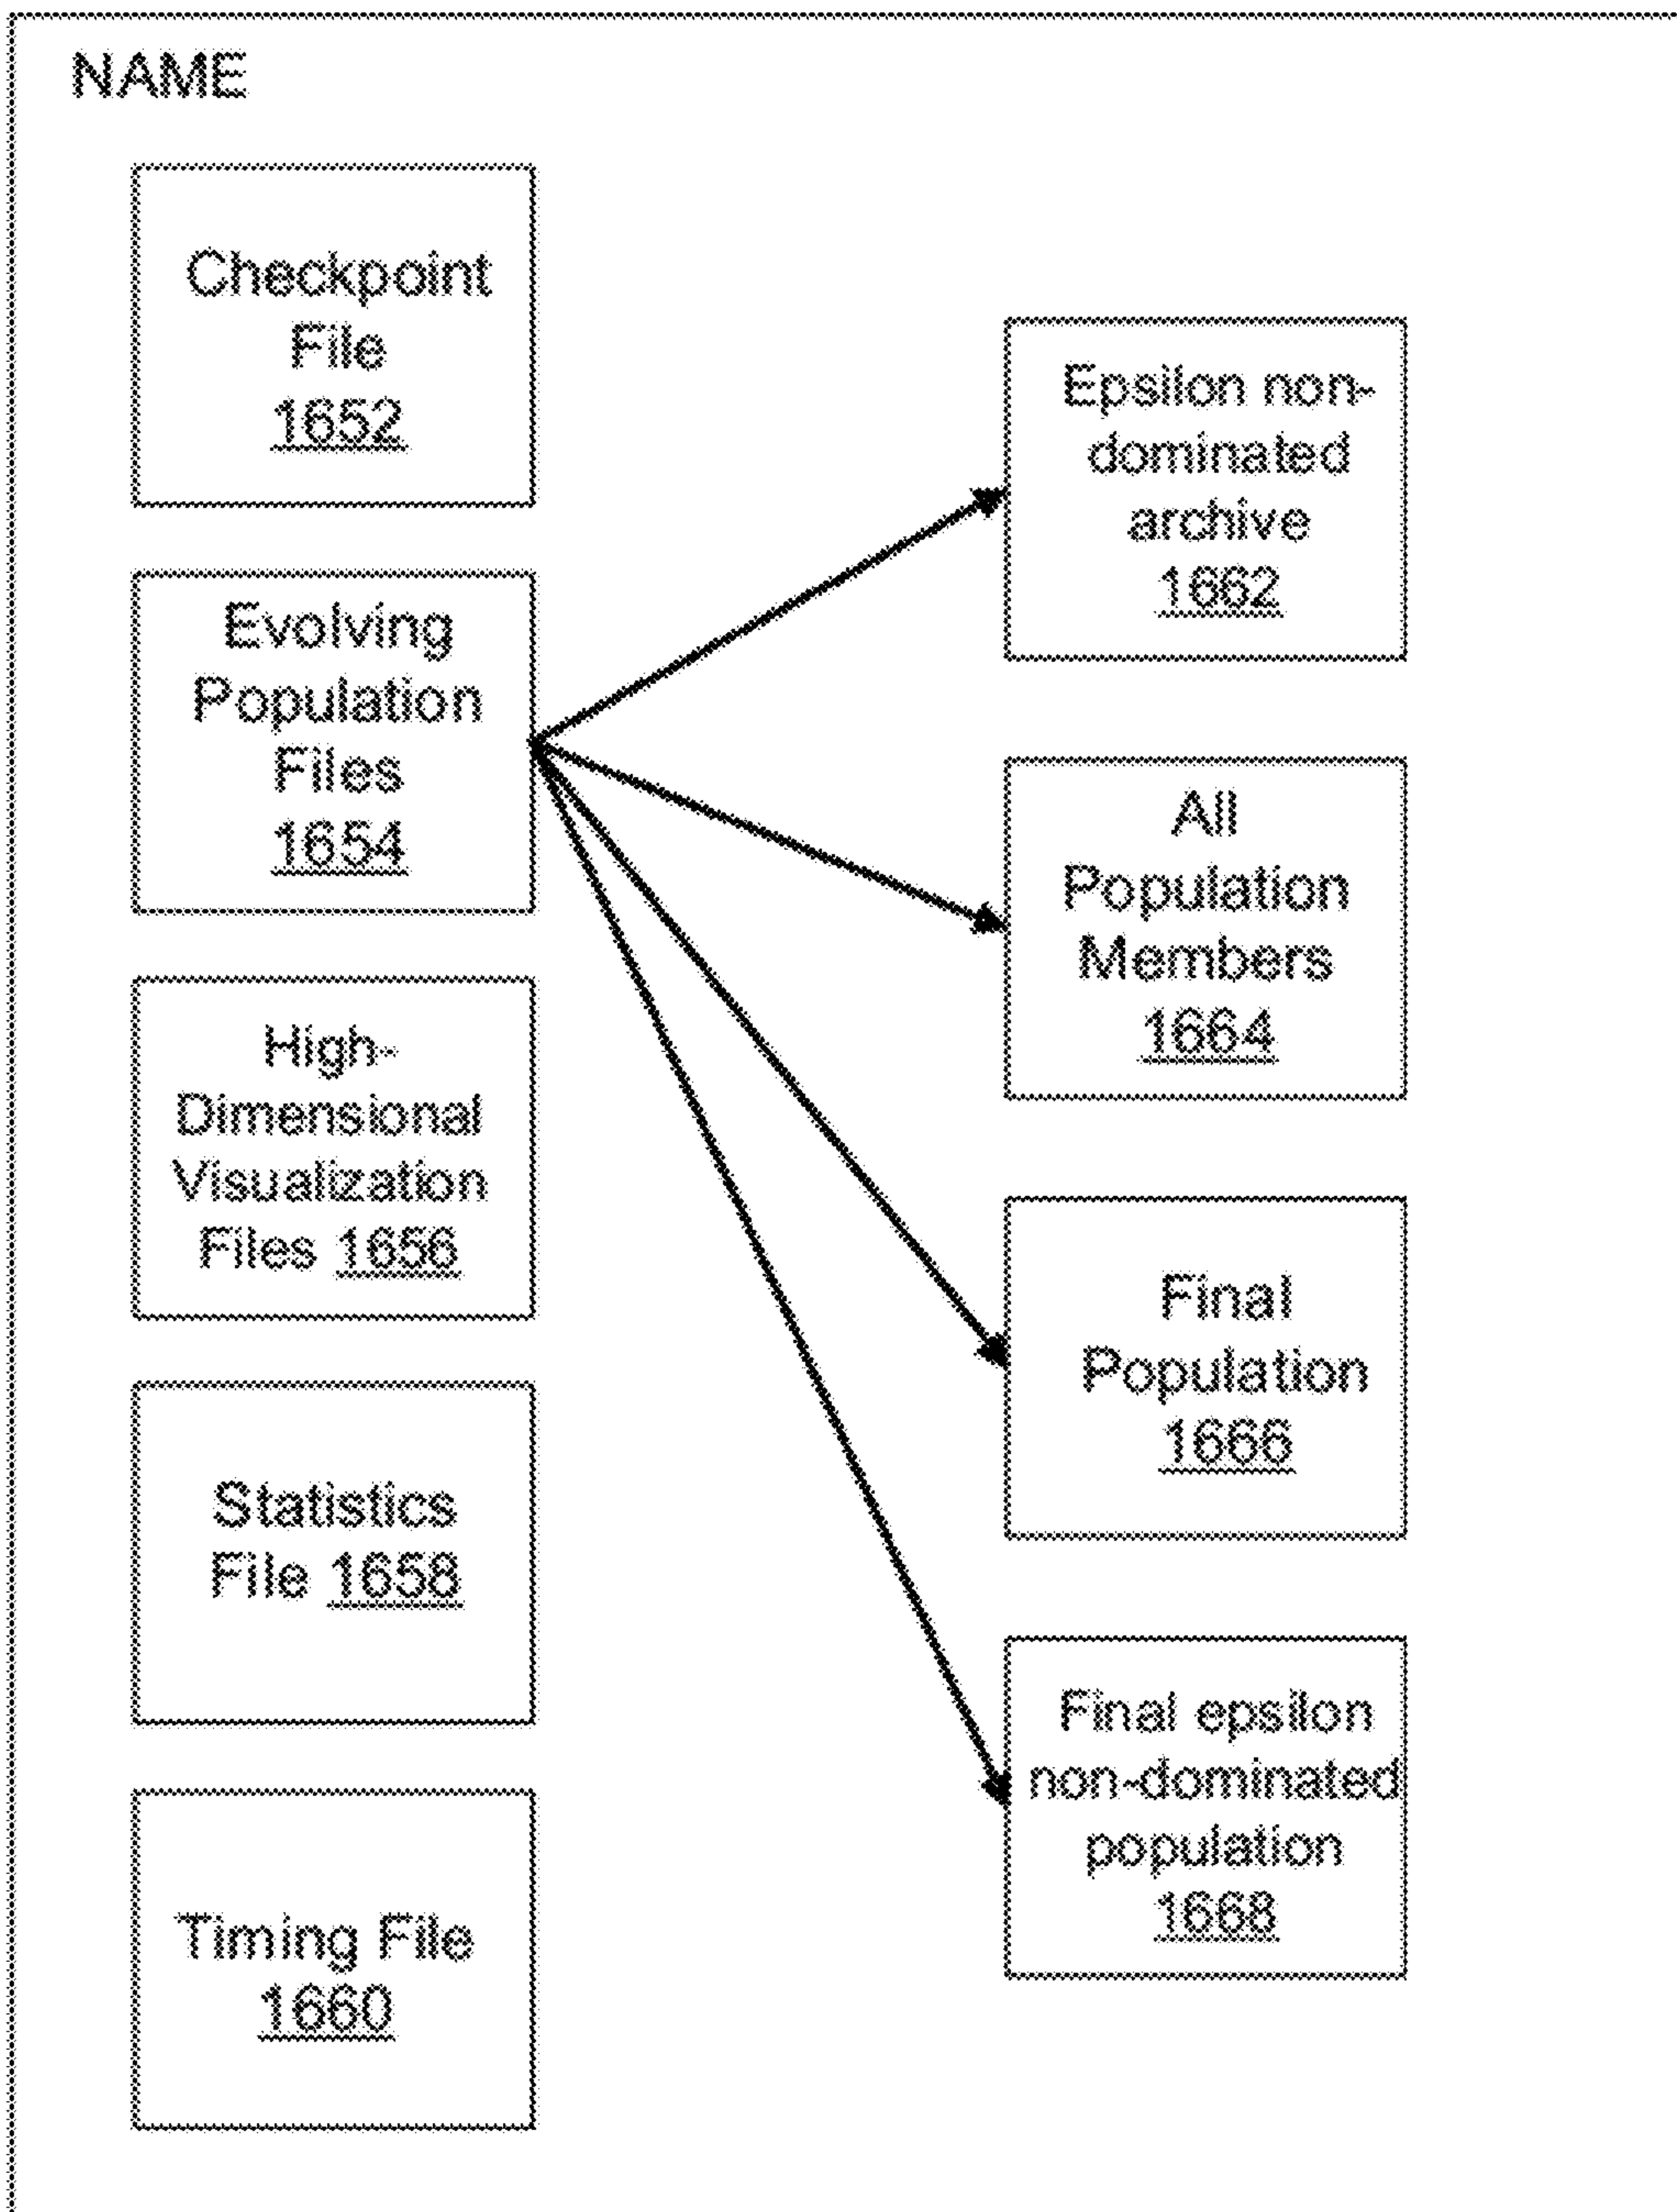 NAME
Checkpoint
File
1652
Evolving
Population
Files
1654
High-
Dimensional
Visualization
Files 1656
Statistics
File 1658
Timing File
1660
Epsilon non-
dominated
archive
1662
All
Population
Members
1664
Final
Population
1666
Final epsilon
non-dominated
population
1668